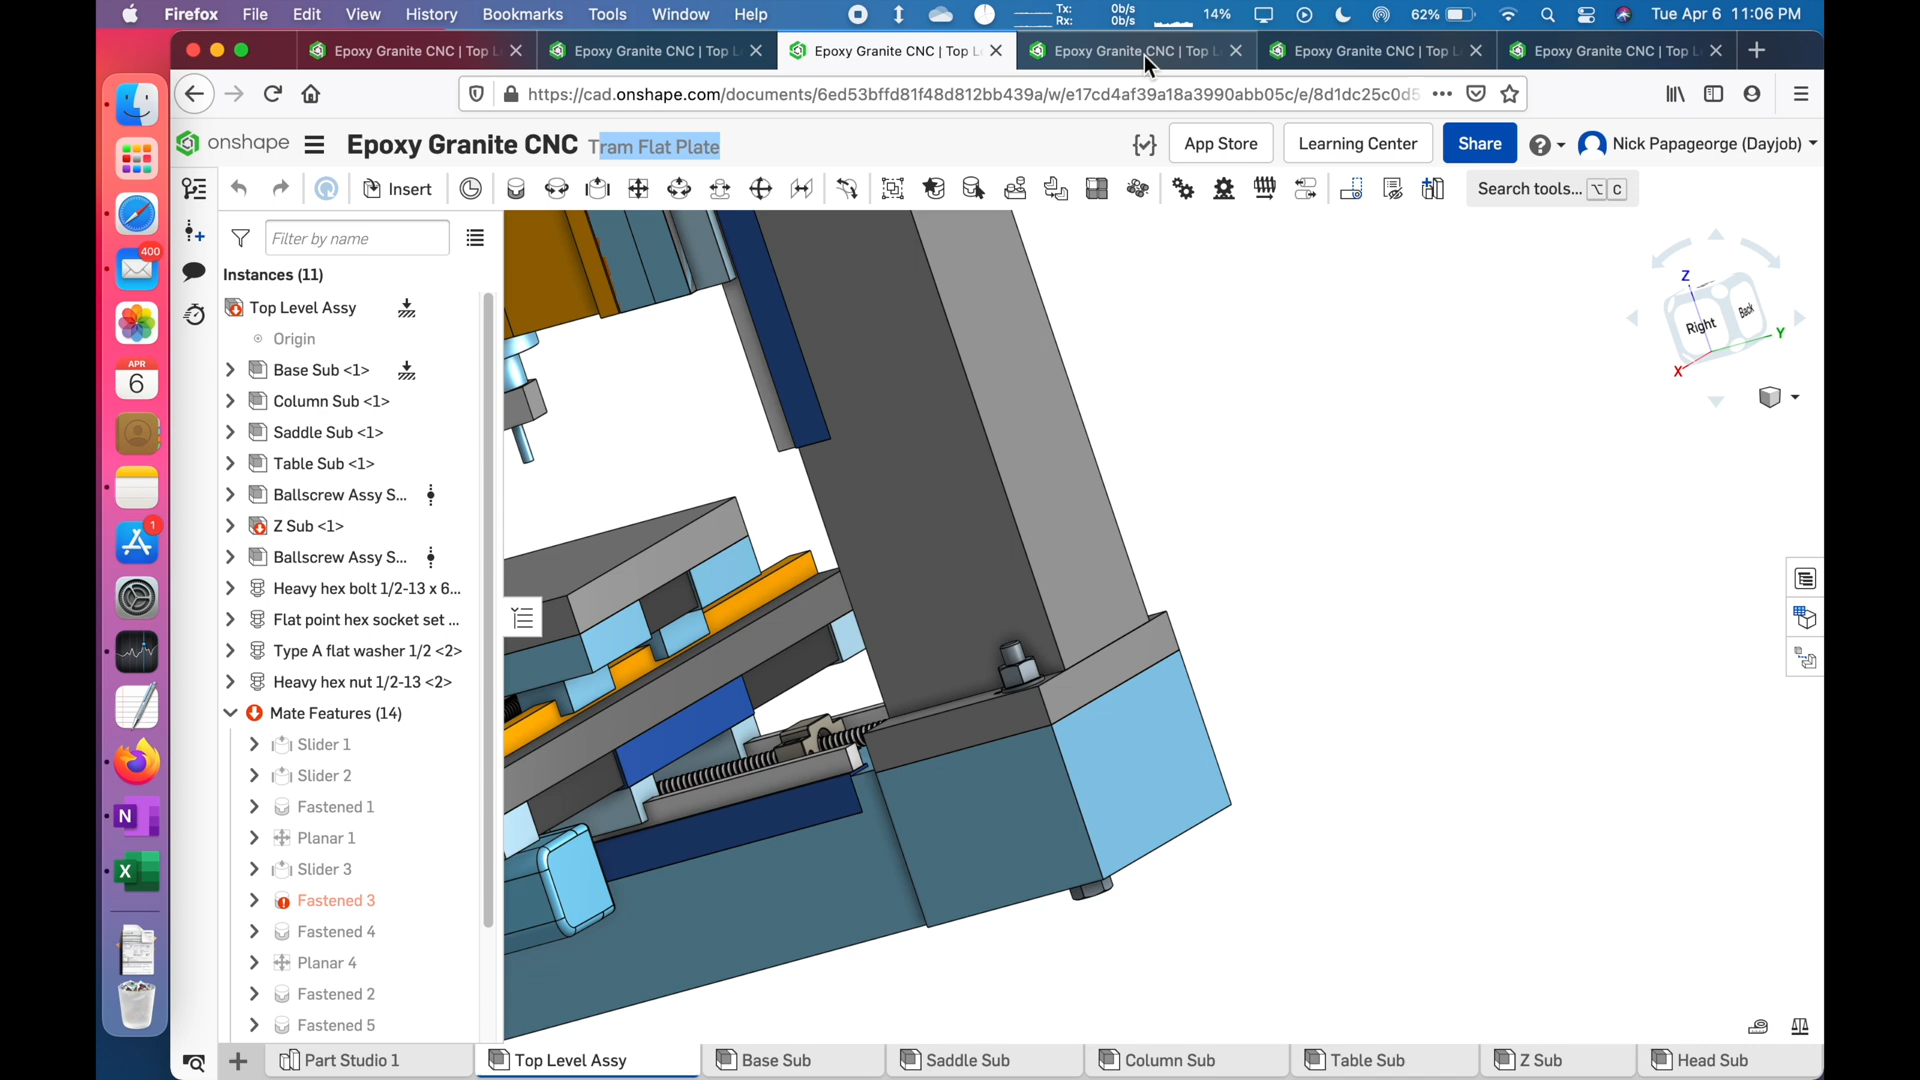 Firefox File Edit View History Bookmarks Tools Window Help Tx: 0b/s Rx: 0b/s 14% 62% Tue Apr 6 11:06 PM
Epoxy Granite CNC | Top L Epoxy Granite CNC | Top L Epoxy Granite CNC | Top L Epoxy Granite CNC | Top L Epoxy Granite CNC | Top L Epoxy Granite CNC | Top L
https://cad.onshape.com/documents/6ed53bffd81f48d812bb439a/w/e17cd4af39a18a3990abb05c/e/8d1dc25c0d5
onshape Epoxy Granite CNC Tram Flat Plate App Store Learning Center Share Nick Papageorge (Dayjob)
Insert Search tools... C
Filter by name
Instances (11)
Top Level Assy
Origin
Base Sub <1>
Column Sub <1>
Saddle Sub <1>
Table Sub <1>
Ballscrew Assy S...
Z Sub <1>
Ballscrew Assy S...
Heavy hex bolt 1/2-13 x 6...
Flat point hex socket set ...
Type A flat washer 1/2 <2>
Heavy hex nut 1/2-13 <2>
Mate Features (14)
Slider 1
Slider 2
Fastened 1
Planar 1
Slider 3
Fastened 3
Fastened 4
Planar 4
Fastened 2
Fastened 5
Z
Right Back
Y
X
400
APR
6
N
1
X
Part Studio 1 Top Level Assy Base Sub Saddle Sub Column Sub Table Sub Z Sub Head Sub